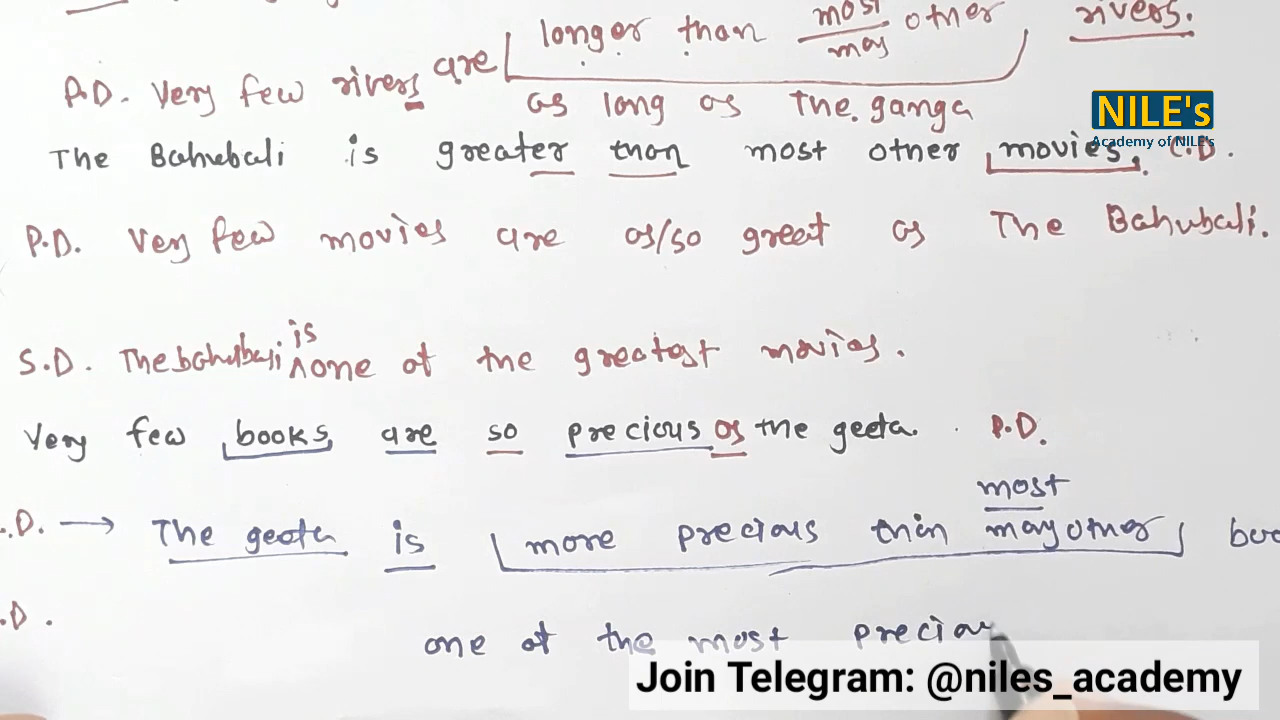 longer than most other rivers.
may
P.D. Very few rivers are
as long as The ganga
NILE's
Academy of NILE's
The Bahubali is greater than most other movies. C.D.
P.D. Very few movies are as/so great as The Bahubali.
is
S.D. The bahubali ^ one of the greatest movies.
Very few books are so precious as the geeta. P.D.
most
.D. → The geeta is more precious than may other boo
.D.
one of the most preciou
Join Telegram: @niles_academy